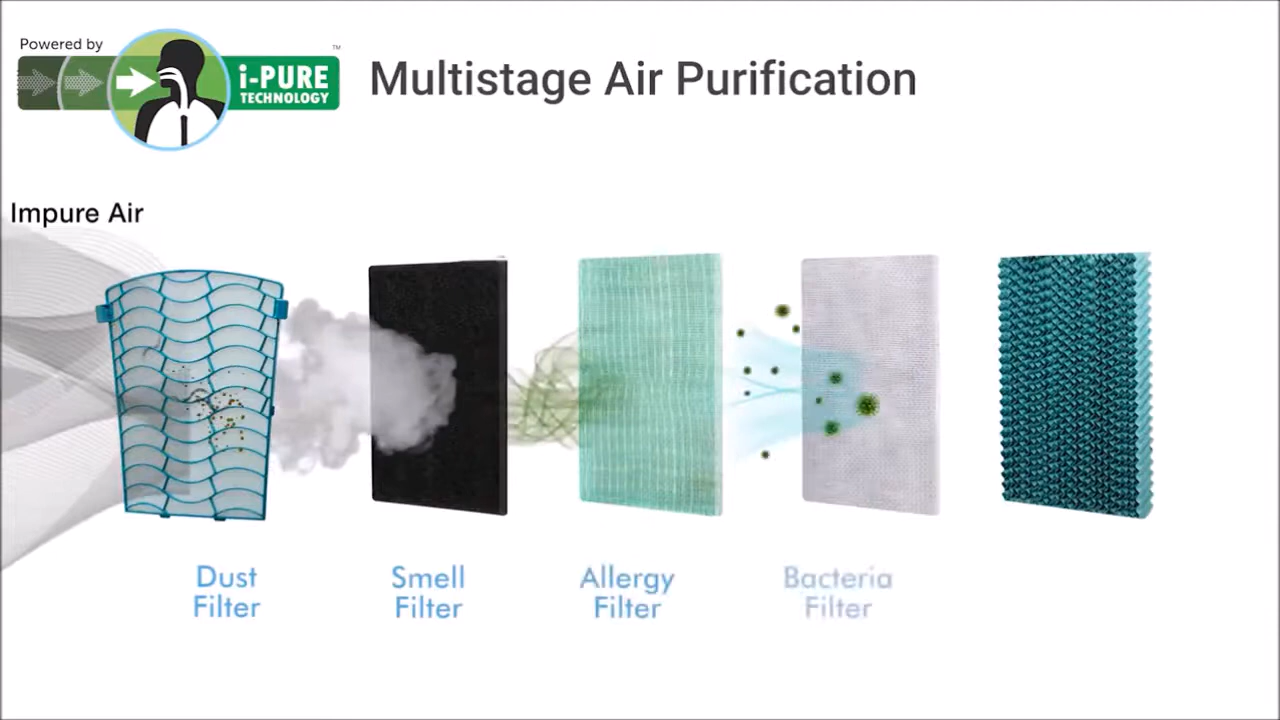 Powered by
i-PURE
TECHNOLOGY
TM
Multistage Air Purification
Impure Air
Dust
Filter
Smell
Filter
Allergy
Filter
Bacteria
Filter